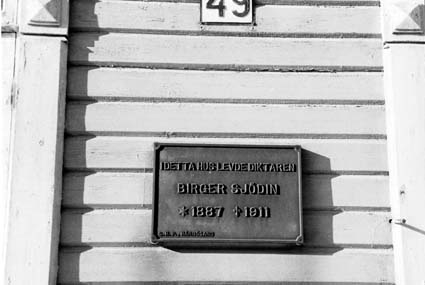 49
I DETTA HUS LEVDE DIKTAREN
BIRGER SJÖDIN
* 1887 ✝ 1911